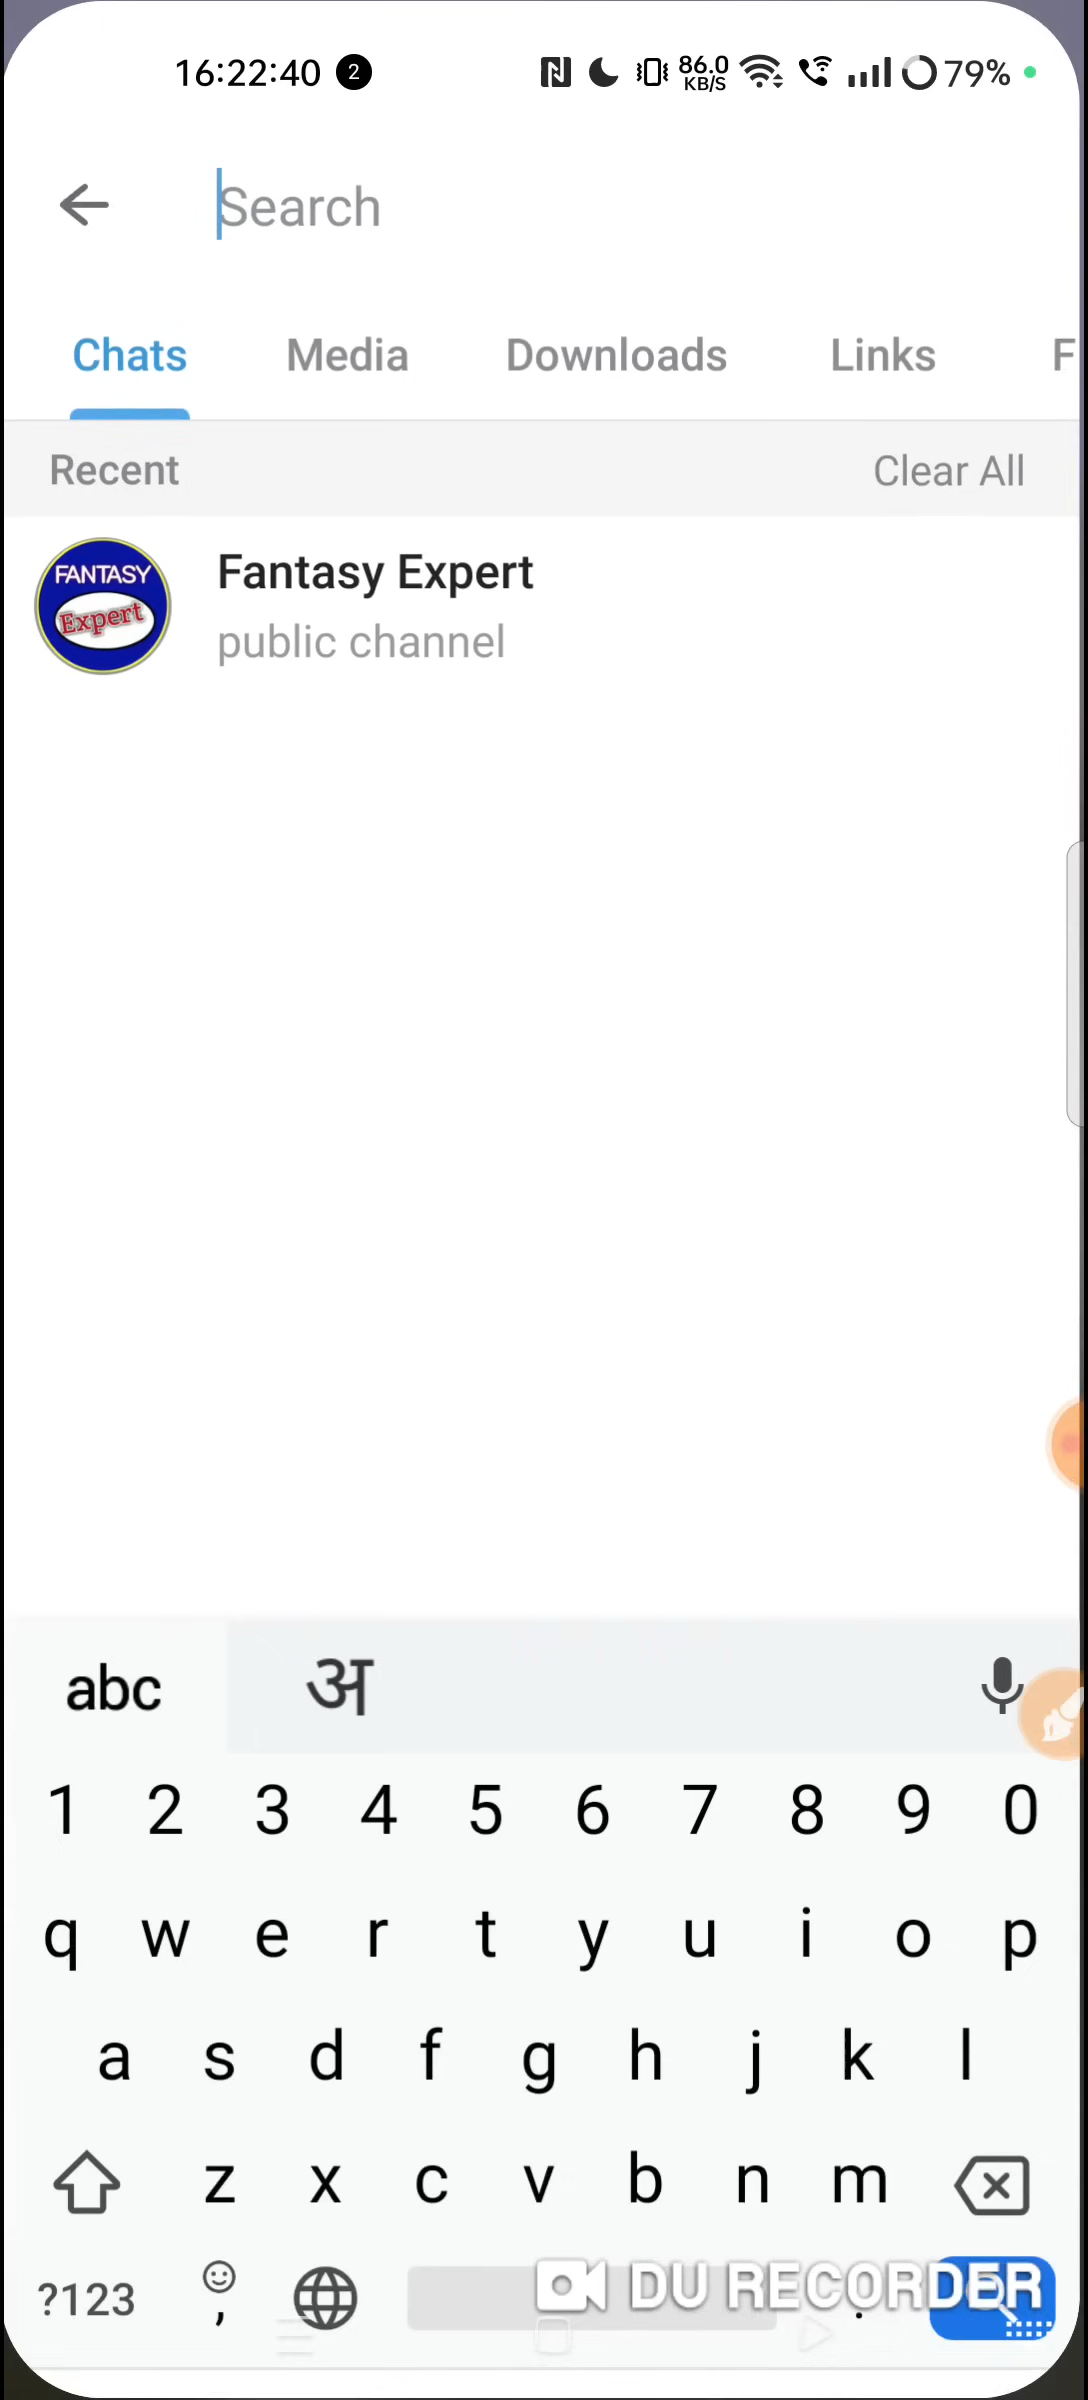 16:22:40 2 86.0 KB/S 79%
Search
Chats Media Downloads Links F
Recent Clear All
FANTASY
Expert
Fantasy Expert
public channel
abc अ
1 2 3 4 5 6 7 8 9 0
q w e r t y u i o p
a s d f g h j k l
z x c v b n m
?123 , .
DU RECORDER